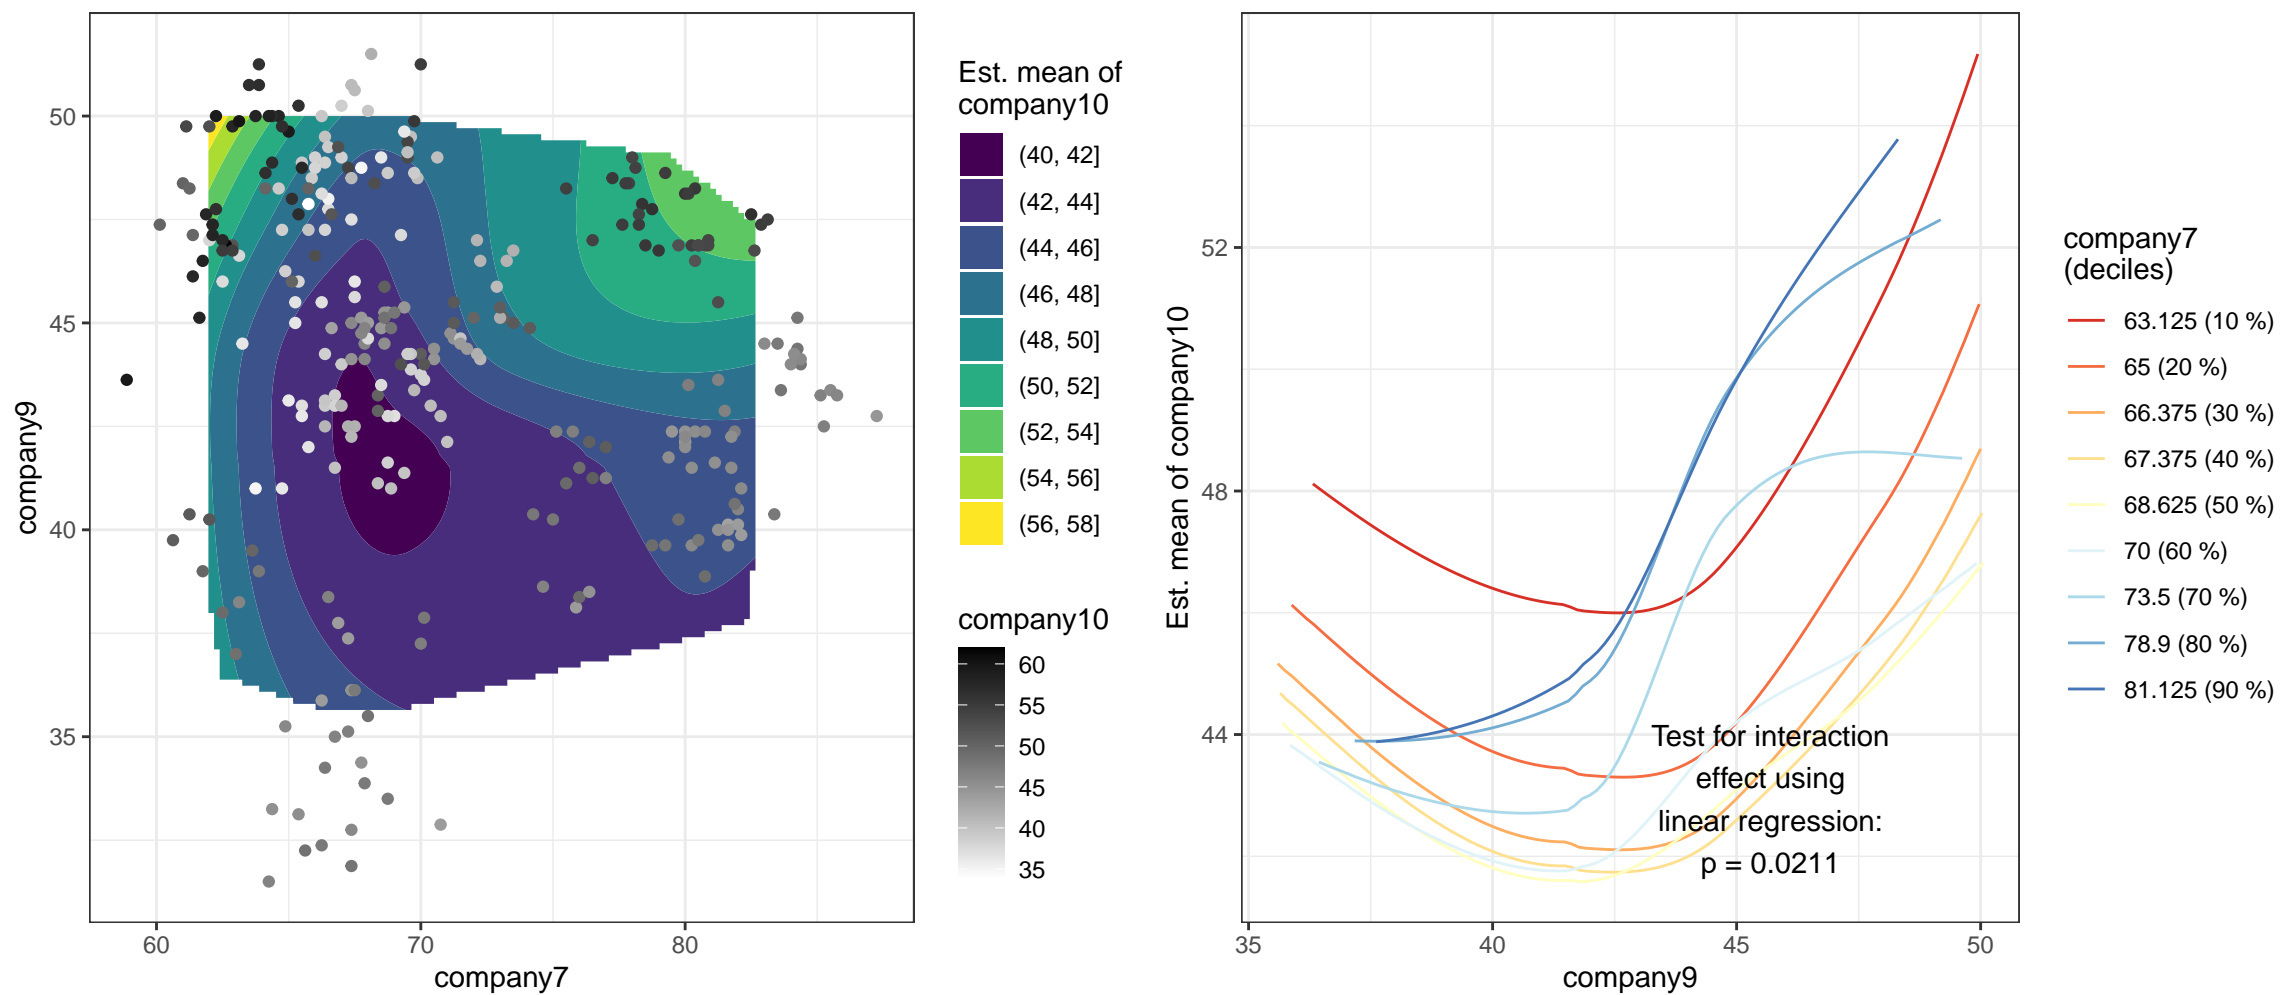 50
45
40
35
company9
60
70
80
company7
Est. mean of
company10
(40, 42]
(42, 44]
(44, 46]
(46, 48]
(48, 50]
(50, 52]
(52, 54]
(54, 56]
(56, 58]
company10
60
55
50
45
40
35
52
48
44
Est. mean of company10
35
40
45
50
company9
Test for interaction
effect using
linear regression:
p = 0.0211
company7
(deciles)
63.125 (10 %)
65 (20 %)
66.375 (30 %)
67.375 (40 %)
68.625 (50 %)
70 (60 %)
73.5 (70 %)
78.9 (80 %)
81.125 (90 %)